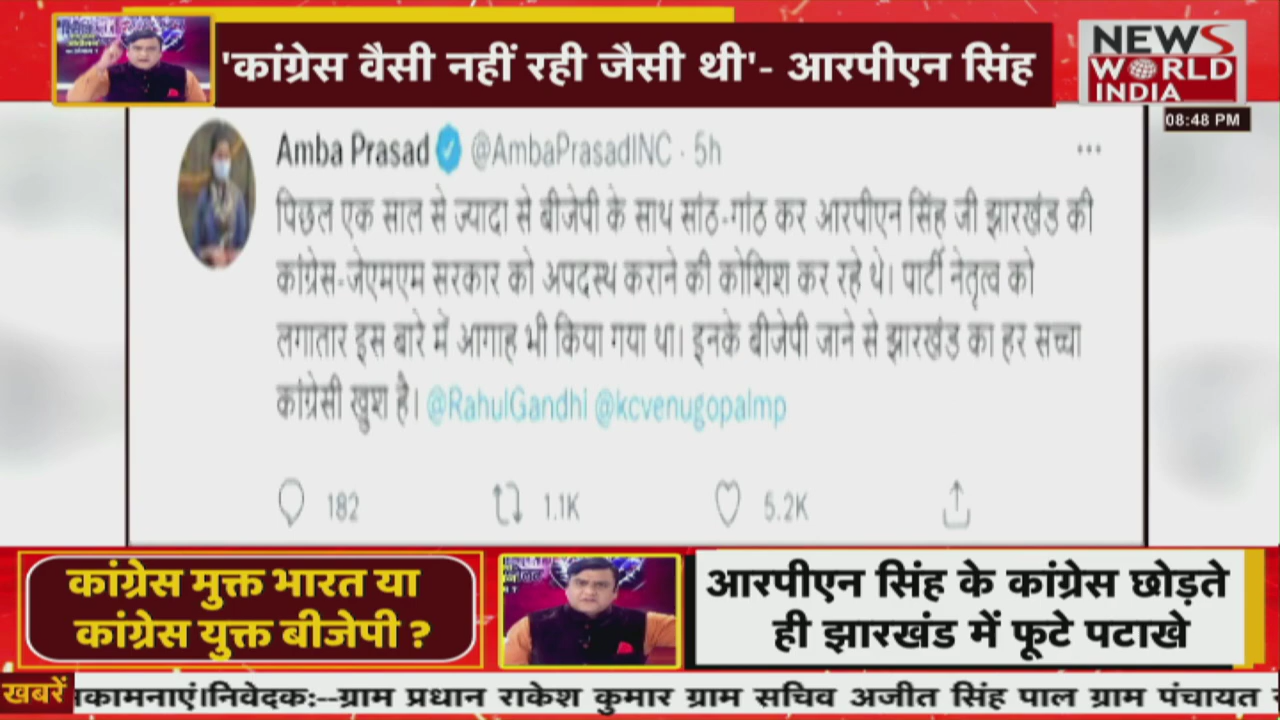 'कांग्रेस वैसी नहीं रही जैसी थी'- आरपीएन सिंह
NEWS
WORLD
INDIA
08:48 PM
Amba Prasad @AmbaPrasadINC · 5h
पिछल एक साल से ज्यादा से बीजेपी के साथ सांठ-गांठ कर आरपीएन सिंह जी झारखंड की
कांग्रेस-जेएमएम सरकार को अपदस्थ कराने की कोशिश कर रहे थे। पार्टी नेतृत्व को
लगातार इस बारे में आगाह भी किया गया था। इनके बीजेपी जाने से झारखंड का हर सच्चा
कांग्रेसी खुश है। @RahulGandhi @kcvenugopalmp
182 1.1K 5.2K
कांग्रेस मुक्त भारत या
कांग्रेस युक्त बीजेपी ?
आरपीएन सिंह के कांग्रेस छोड़ते
ही झारखंड में फूटे पटाखे
खबरें
कामनाएं।निवेदक:--ग्राम प्रधान राकेश कुमार ग्राम सचिव अजीत सिंह पाल ग्राम पंचायत